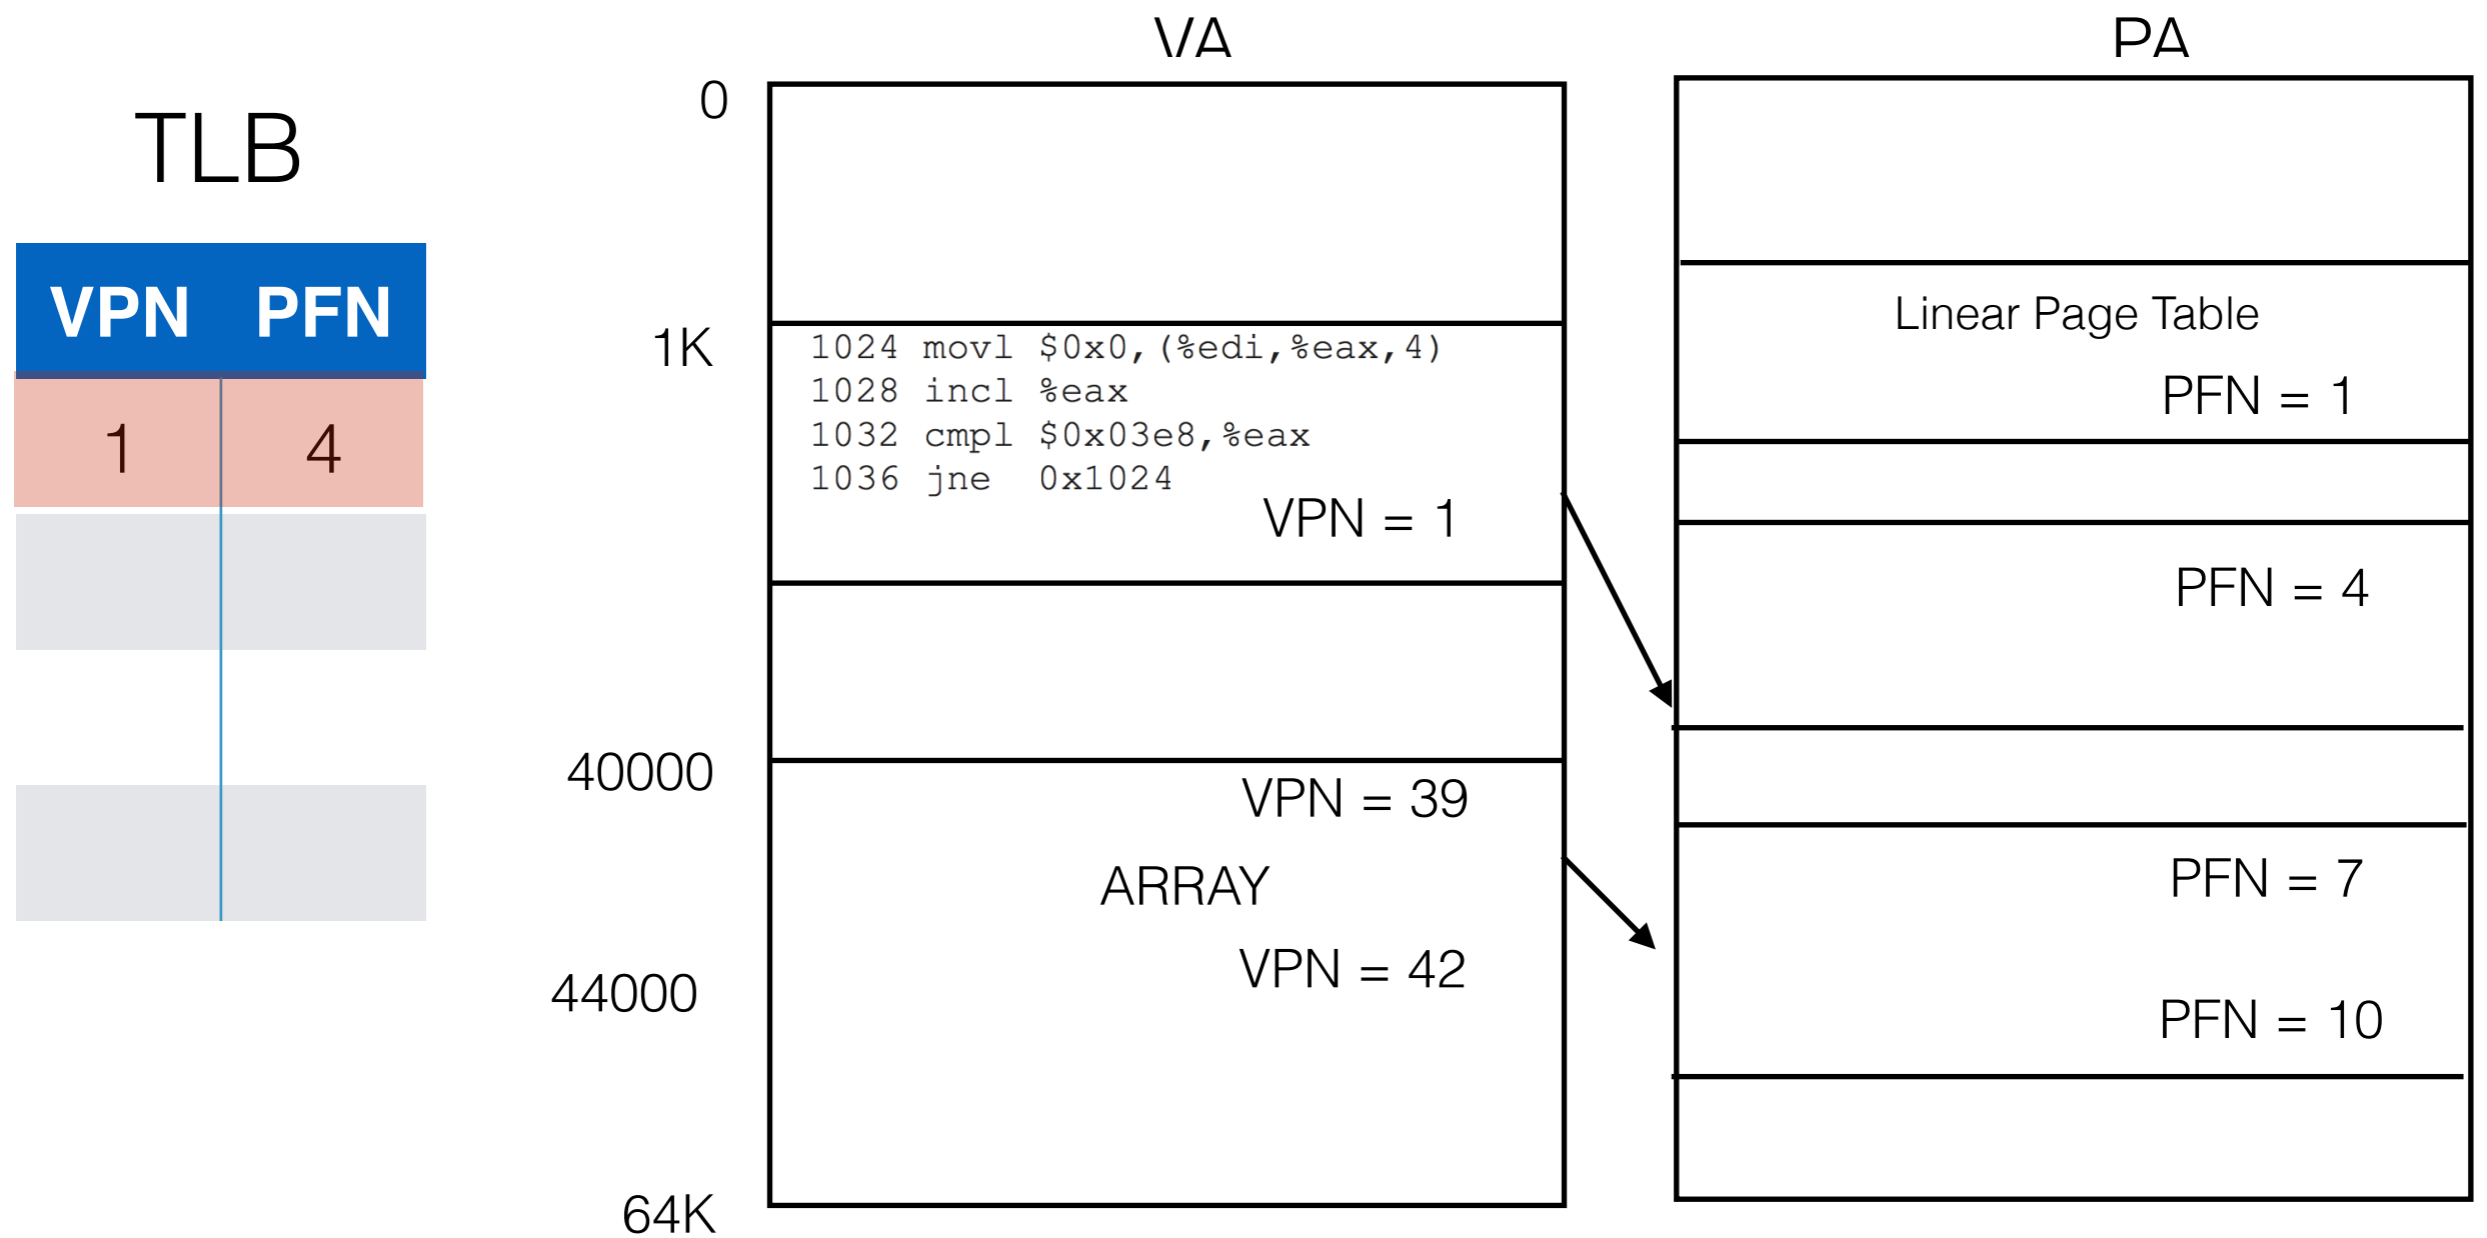 TLB
VPN PFN
1 4
VA
0
1K
1024 movl $0x0,(%edi,%eax,4)
1028 incl %eax
1032 cmpl $0x03e8,%eax
1036 jne 0x1024
VPN = 1
40000
VPN = 39
ARRAY
VPN = 42
44000
64K
PA
Linear Page Table
PFN = 1
PFN = 4
PFN = 7
PFN = 10